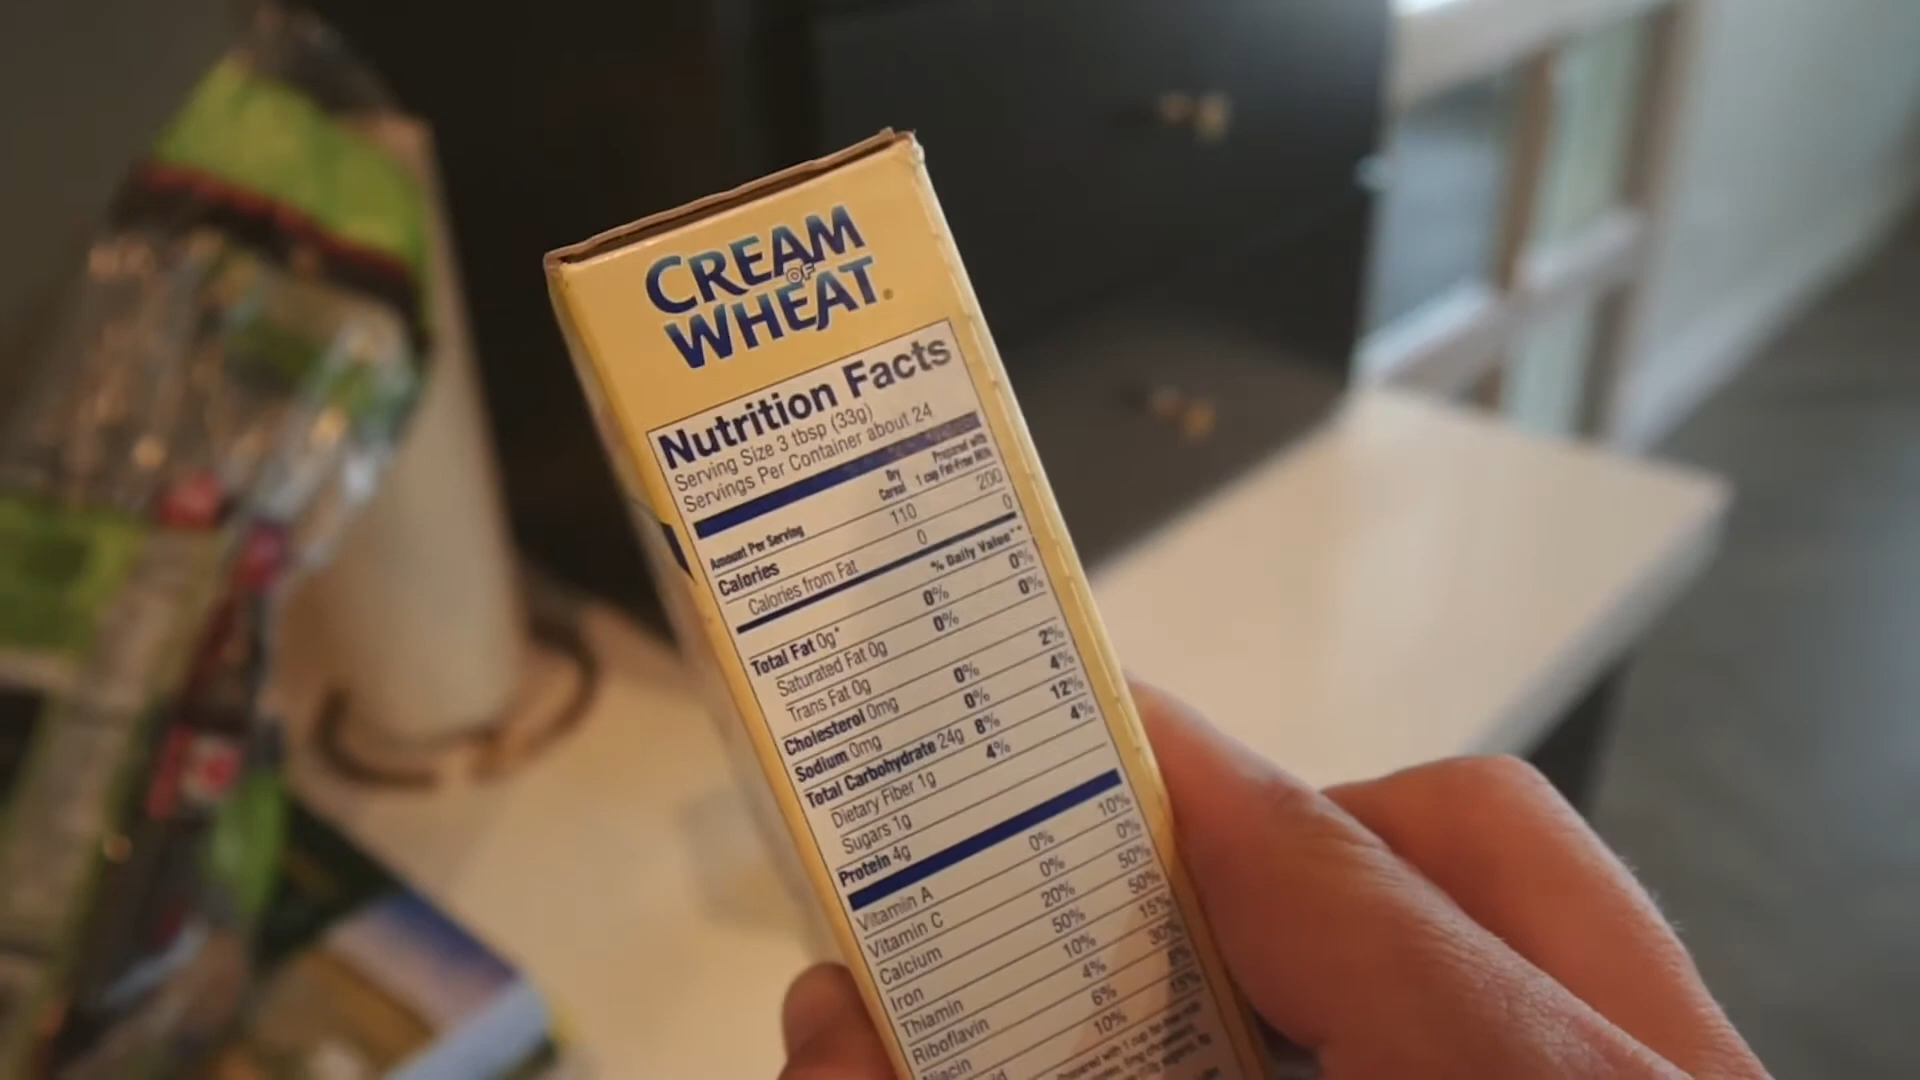 CREAM
OF
WHEAT®
Nutrition Facts
Serving Size 3 tbsp (33g)
Servings Per Container about 24
Amount Per Serving
Dry Cereal
Prepared with 1 cup Fat-Free Milk
Calories 110 200
Calories from Fat 0 0
% Daily Value**
Total Fat 0g* 0% 0%
Saturated Fat 0g 0% 0%
Trans Fat 0g
Cholesterol 0mg 0% 2%
Sodium 0mg 0% 4%
Total Carbohydrate 24g 8% 12%
Dietary Fiber 1g 4% 4%
Sugars 1g
Protein 4g
Vitamin A 0% 10%
Vitamin C 0% 0%
Calcium 20% 50%
Iron 50% 50%
Thiamin 10% 15%
Riboflavin 4% 30%
Niacin 6% 8%
10% 15%